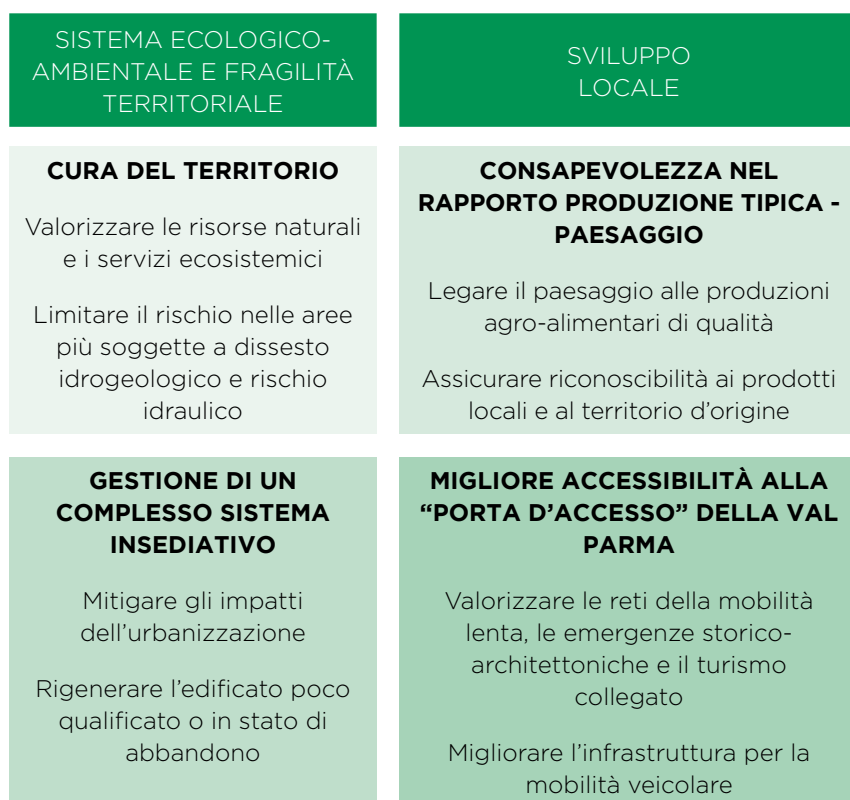 SISTEMA ECOLOGICO-
AMBIENTALE E FRAGILITÀ
TERRITORIALE
SVILUPPO
LOCALE
CURA DEL TERRITORIO
Valorizzare le risorse naturali
e i servizi ecosistemici
Limitare il rischio nelle aree
più soggette a dissesto
idrogeologico e rischio
idraulico
CONSAPEVOLEZZA NEL
RAPPORTO PRODUZIONE TIPICA -
PAESAGGIO
Legare il paesaggio alle produzioni
agro-alimentari di qualità
Assicurare riconoscibilità ai prodotti
locali e al territorio d’origine
GESTIONE DI UN
COMPLESSO SISTEMA
INSEDIATIVO
Mitigare gli impatti
dell’urbanizzazione
Rigenerare l’edificato poco
qualificato o in stato di
abbandono
MIGLIORE ACCESSIBILITÀ ALLA
“PORTA D’ACCESSO” DELLA VAL
PARMA
Valorizzare le reti della mobilità
lenta, le emergenze storico-
architettoniche e il turismo
collegato
Migliorare l’infrastruttura per la
mobilità veicolare